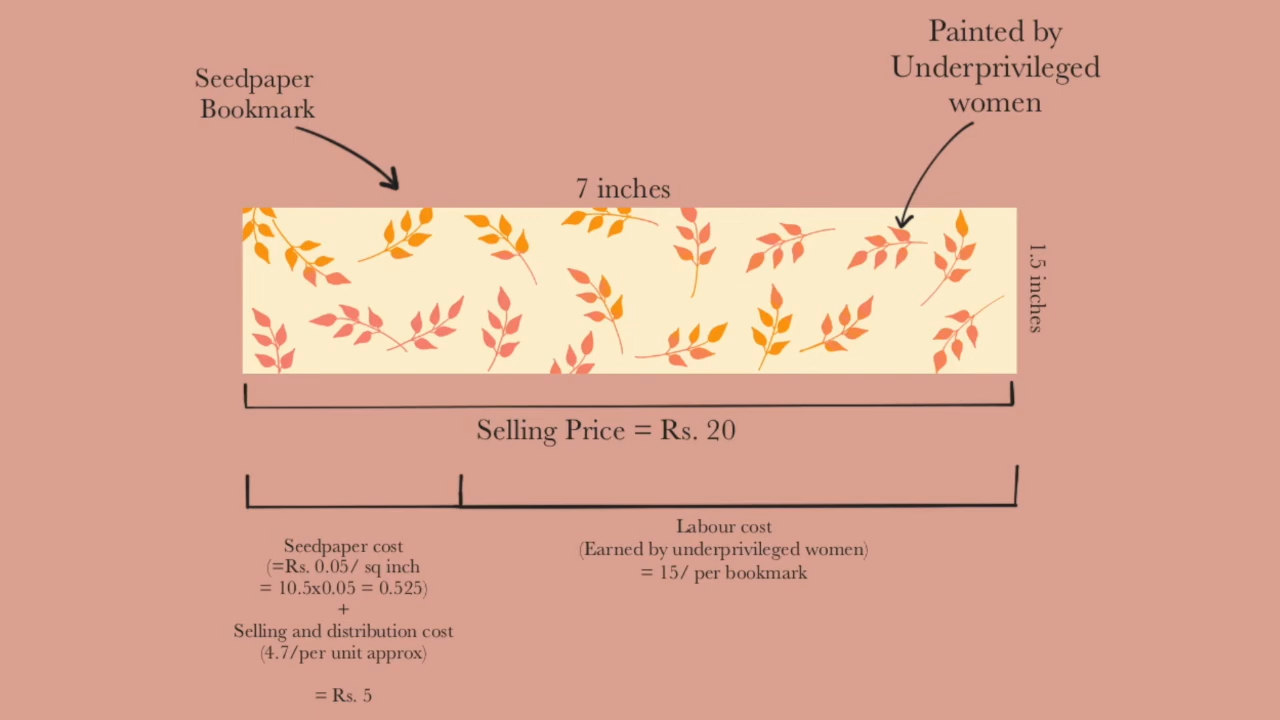 Painted by
Underprivileged
women
Seedpaper
Bookmark
7 inches
1.5 inches
Selling Price = Rs. 20
Seedpaper cost
(=Rs. 0.05/ sq inch
= 10.5x0.05 = 0.525)
+
Selling and distribution cost
(4.7/per unit approx)
= Rs. 5
Labour cost
(Earned by underprivileged women)
= 15/ per bookmark